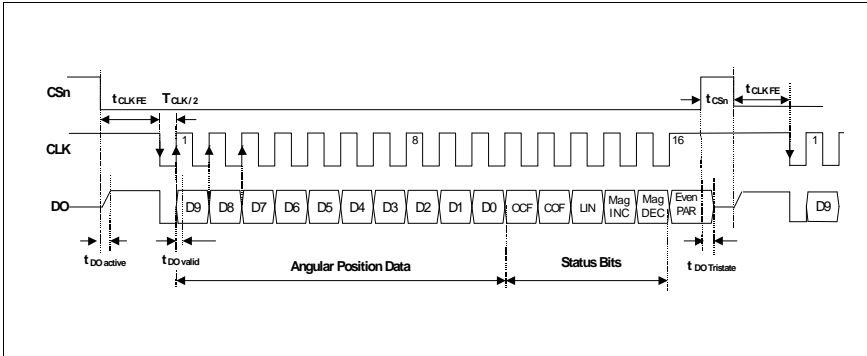 CSn
t CLK FE
T CLK/2
t CSn
t CLK FE
CLK
1
8
16
1
DO
D9
D8
D7
D6
D5
D4
D3
D2
D1
D0
OCF
COF
LIN
Mag INC
Mag DEC
Even PAR
D9
t DO active
t DO valid
Angular Position Data
Status Bits
t DO Tristate